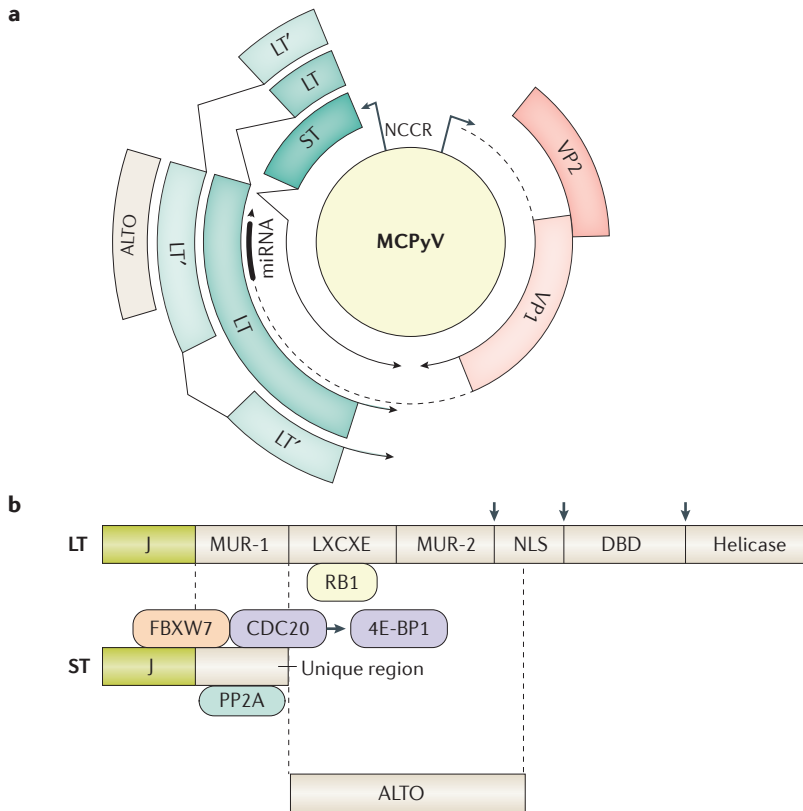 a
LT′
LT
ST
NCCR
VP2
ALTO
LT′
miRNA
MCPyV
LT
VP1
LT′
b
LT
J
MUR-1
LXCXE
MUR-2
NLS
DBD
Helicase
RB1
FBXW7
CDC20
4E-BP1
ST
J
Unique region
PP2A
ALTO